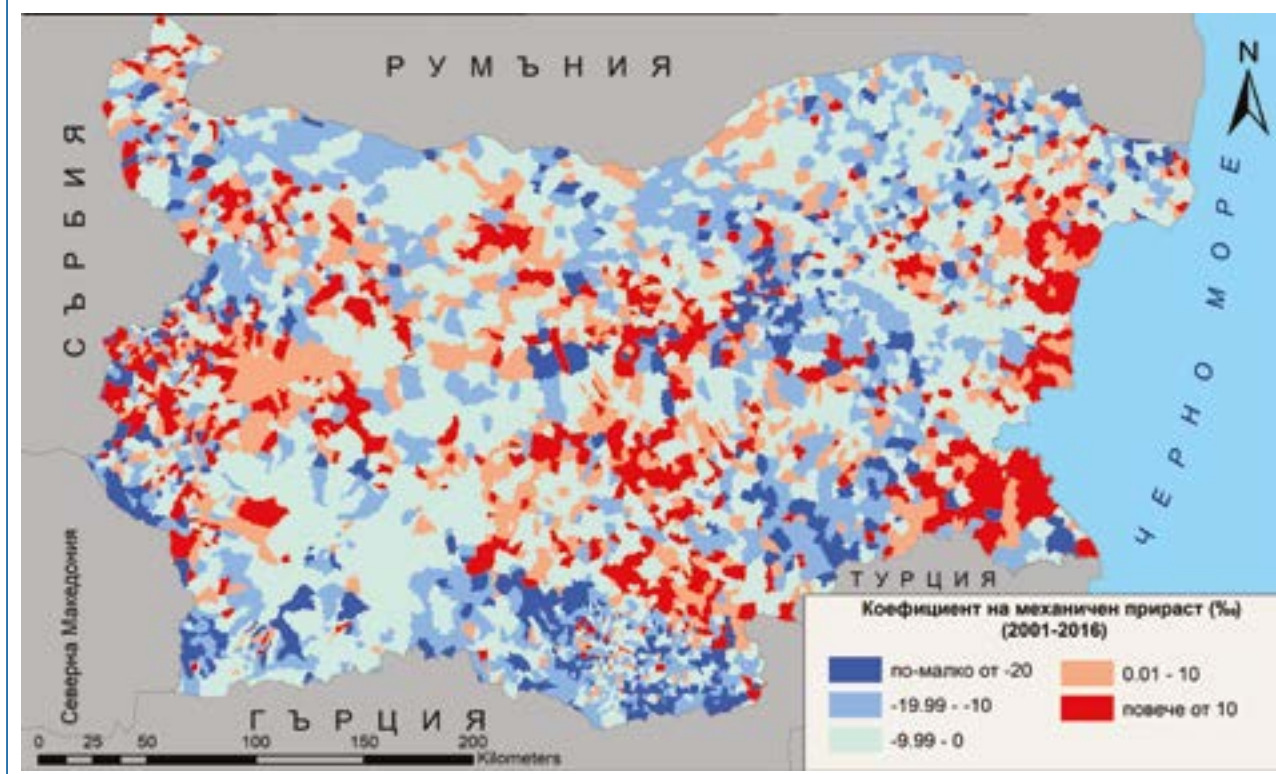 РУМЪНИЯ
N
СЪРБИЯ
ЧЕРНО МОРЕ
Северна Македония
ТУРЦИЯ
ГЪРЦИЯ
Коефициент на механичен прираст (‰)
(2001-2016)
по-малко от -20
-19.99 - -10
-9.99 - 0
0.01 - 10
повече от 10
0 25 50 100 150 200
Kilometers